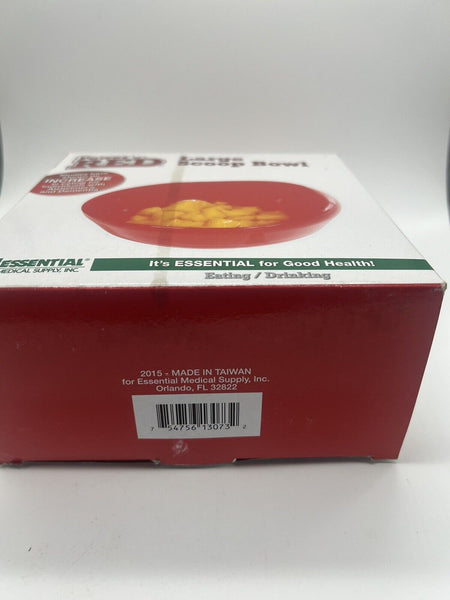 RED
Large
Scoop Bowl
INCREASE
ESSENTIAL®
MEDICAL SUPPLY, INC.
It's ESSENTIAL for Good Health!
Eating / Drinking
2015 - MADE IN TAIWAN
for Essential Medical Supply, Inc.
Orlando, FL 32822
7 54756 13073 2